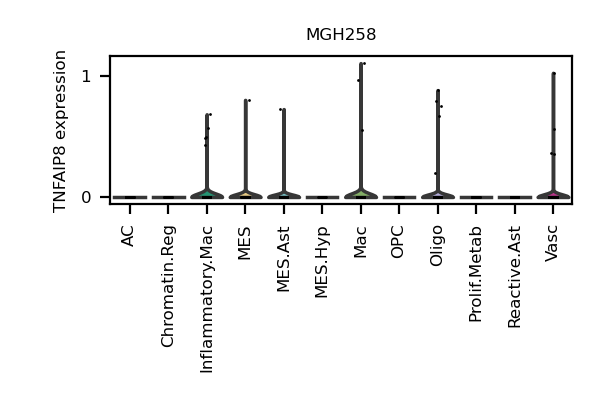 MGH258
TNFAIP8 expression
1
0
AC
Chromatin.Reg
Inflammatory.Mac
MES
MES.Ast
MES.Hyp
Mac
OPC
Oligo
Prolif.Metab
Reactive.Ast
Vasc